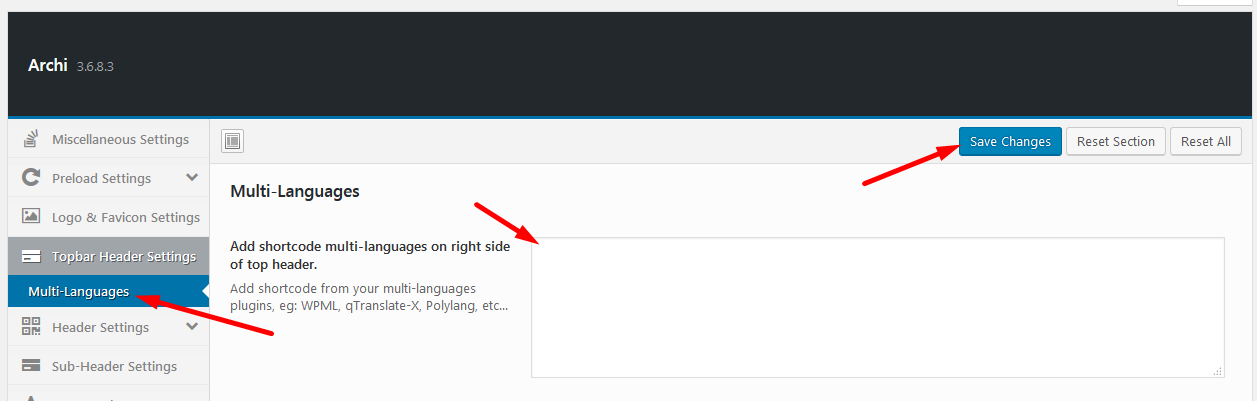 Archi 3.6.8.3
Miscellaneous Settings
Preload Settings
Logo & Favicon Settings
Topbar Header Settings
Multi-Languages
Header Settings
Sub-Header Settings
Save Changes
Reset Section
Reset All
Multi-Languages
Add shortcode multi-languages on right side
of top header.
Add shortcode from your multi-languages
plugins, eg: WPML, qTranslate-X, Polylang, etc...